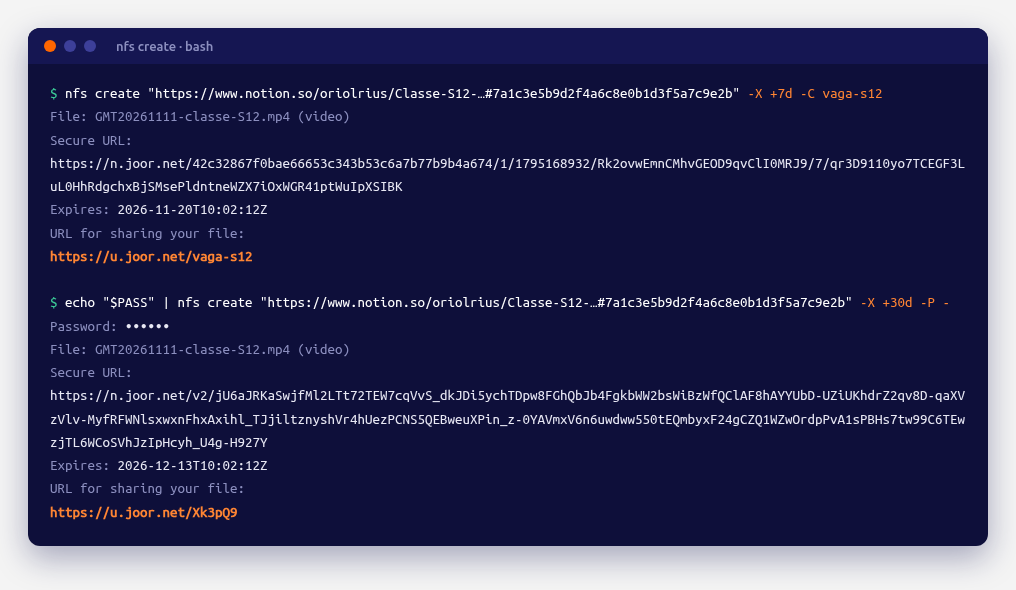 nfs create · bash
$ nfs create "https://www.notion.so/oriolrius/Classe-S12-…#7a1c3e5b9d2f4a6c8e0b1d3f5a7c9e2b" -X +7d -C vaga-s12
File: GMT20261111-classe-S12.mp4 (video)
Secure URL:
https://n.joor.net/42c32867f0bae66653c343b53c6a7b77b9b4a674/1/1795168932/Rk2ovwEmnCMhvGEOD9qvClI0MRJ9/7/qr3D9110yo7TCEGF3L
uL0HhRdgchxBjSMsePldntneWZX7iOxWGR41ptWuIpXSIBK
Expires: 2026-11-20T10:02:12Z
URL for sharing your file:
https://u.joor.net/vaga-s12
$ echo "$PASS" | nfs create "https://www.notion.so/oriolrius/Classe-S12-…#7a1c3e5b9d2f4a6c8e0b1d3f5a7c9e2b" -X +30d -P -
Password: ••••••
File: GMT20261111-classe-S12.mp4 (video)
Secure URL:
https://n.joor.net/v2/jU6aJRKaSwjfMl2LTt72TEW7cqVvS_dkJDi5ychTDpw8FGhQbJb4FgkbWW2bsWiBzWfQClAF8hAYYUbD-UZiUKhdrZ2qv8D-qaXV
zVlv-MyfRFWNlsxwxnFhxAxihl_TJjiltznyshVr4hUezPCNS5QEBweuXPin_z-0YAVmxV6n6uwdww550tEQmbyxF24gCZQ1WZwOrdpPvA1sPBHs7tw99C6TEw
zjTL6WCoSVhJzIpHcyh_U4g-H927Y
Expires: 2026-12-13T10:02:12Z
URL for sharing your file:
https://u.joor.net/Xk3pQ9